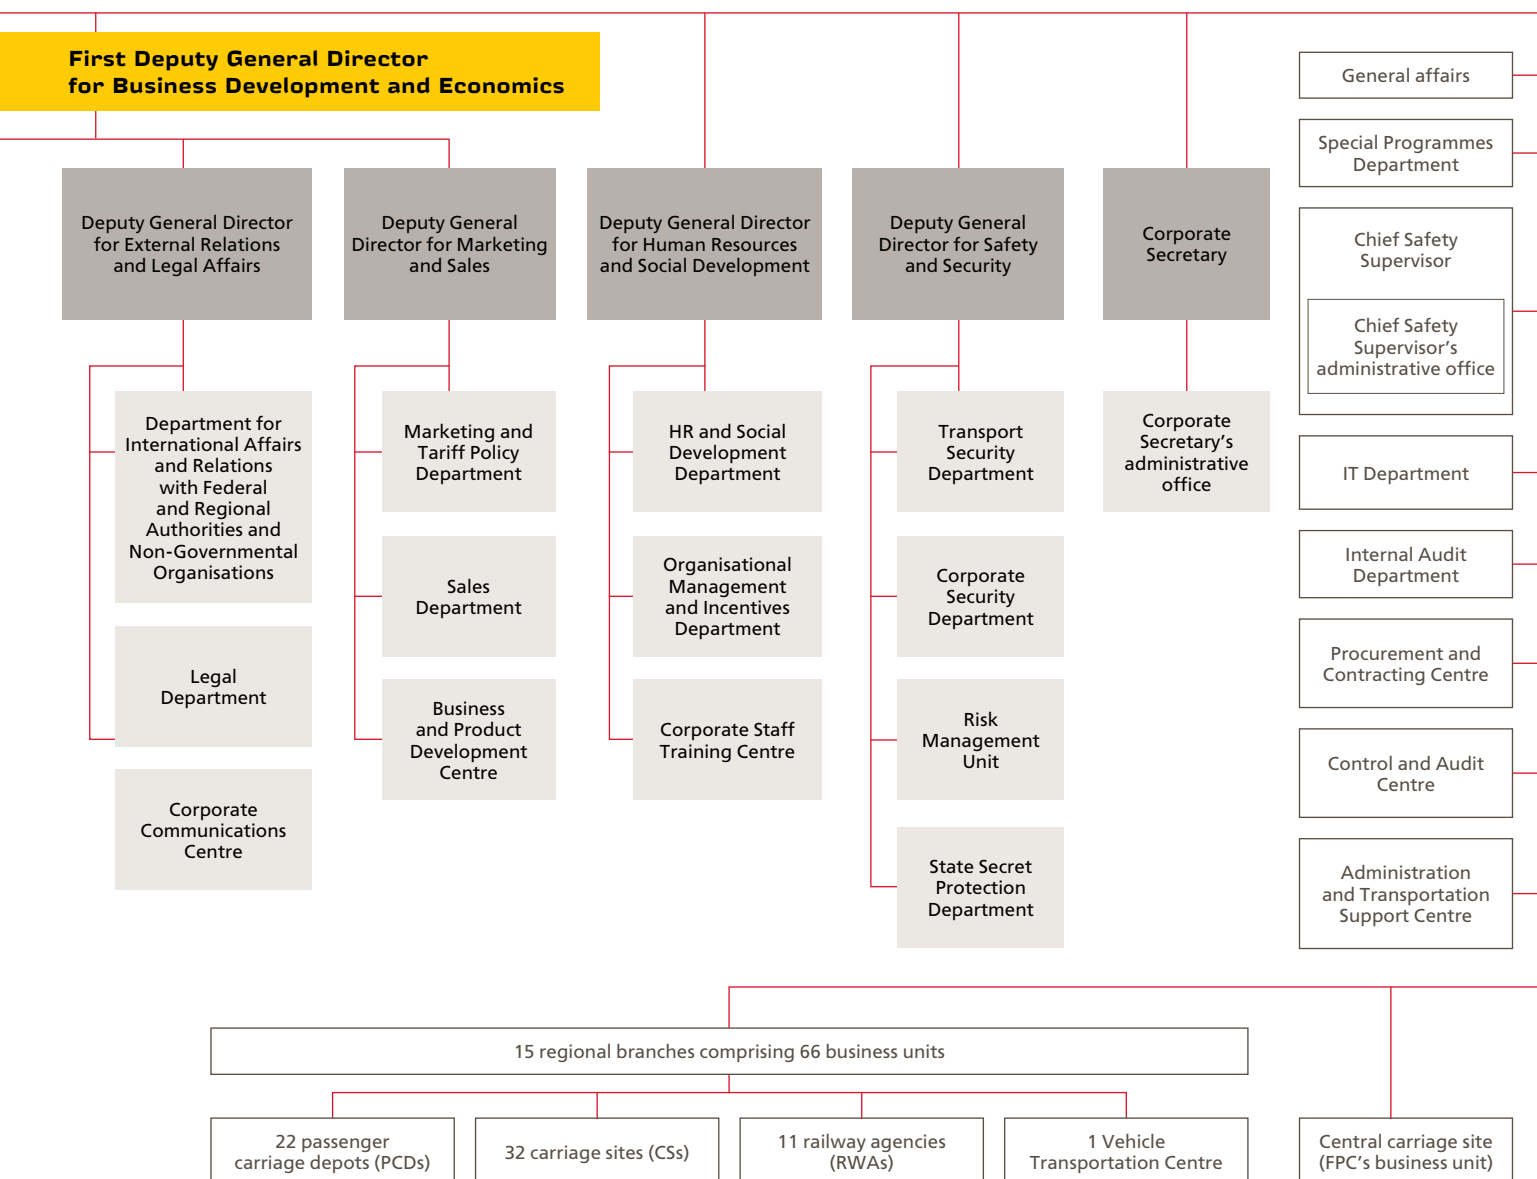 First Deputy General Director
for Business Development and Economics
Deputy General Director
for External Relations
and Legal Affairs
Deputy General
Director for Marketing
and Sales
Deputy General Director
for Human Resources
and Social Development
Deputy General
Director for Safety
and Security
Corporate
Secretary
Department for
International Affairs
and Relations
with Federal
and Regional
Authorities and
Non-Governmental
Organisations
Legal
Department
Corporate
Communications
Centre
Marketing and
Tariff Policy
Department
Sales
Department
Business
and Product
Development
Centre
HR and Social
Development
Department
Organisational
Management
and Incentives
Department
Corporate Staff
Training Centre
Transport
Security
Department
Corporate
Security
Department
Risk
Management
Unit
State Secret
Protection
Department
Corporate
Secretary's
administrative
office
General affairs
Special Programmes
Department
Chief Safety
Supervisor
Chief Safety
Supervisor's
administrative office
IT Department
Internal Audit
Department
Procurement and
Contracting Centre
Control and Audit
Centre
Administration
and Transportation
Support Centre
15 regional branches comprising 66 business units
22 passenger
carriage depots (PCDs)
32 carriage sites (CSs)
11 railway agencies
(RWAs)
1 Vehicle
Transportation Centre
Central carriage site
(FPC's business unit)